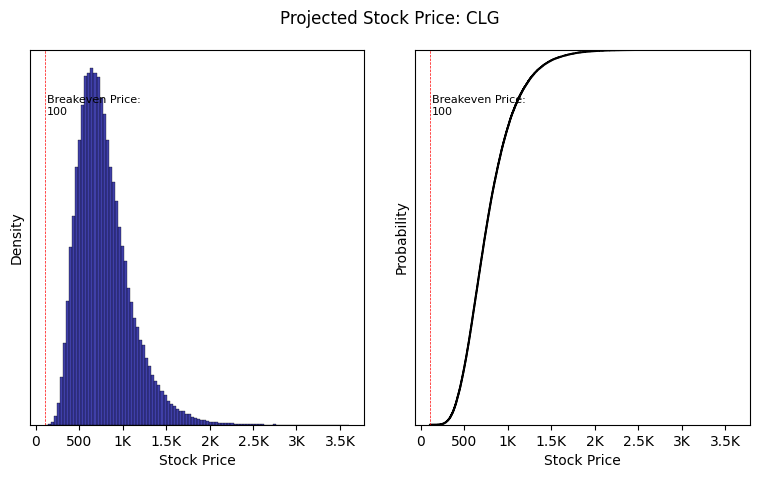 Projected Stock Price: CLG
Breakeven Price:
100
Density
0 500 1K 1.5K 2K 2.5K 3K 3.5K
Stock Price
Breakeven Price:
100
Probability
0 500 1K 1.5K 2K 2.5K 3K 3.5K
Stock Price